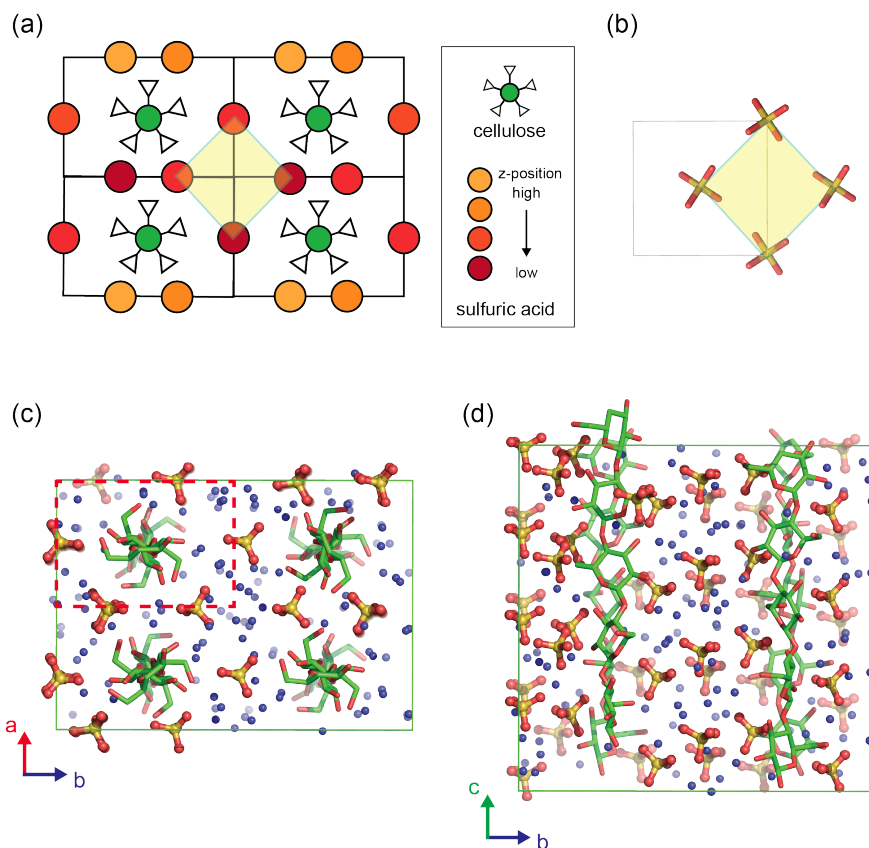 (a)
(b)
cellulose
z-position
high
low
sulfuric acid
(c)
(d)
a
b
c
b